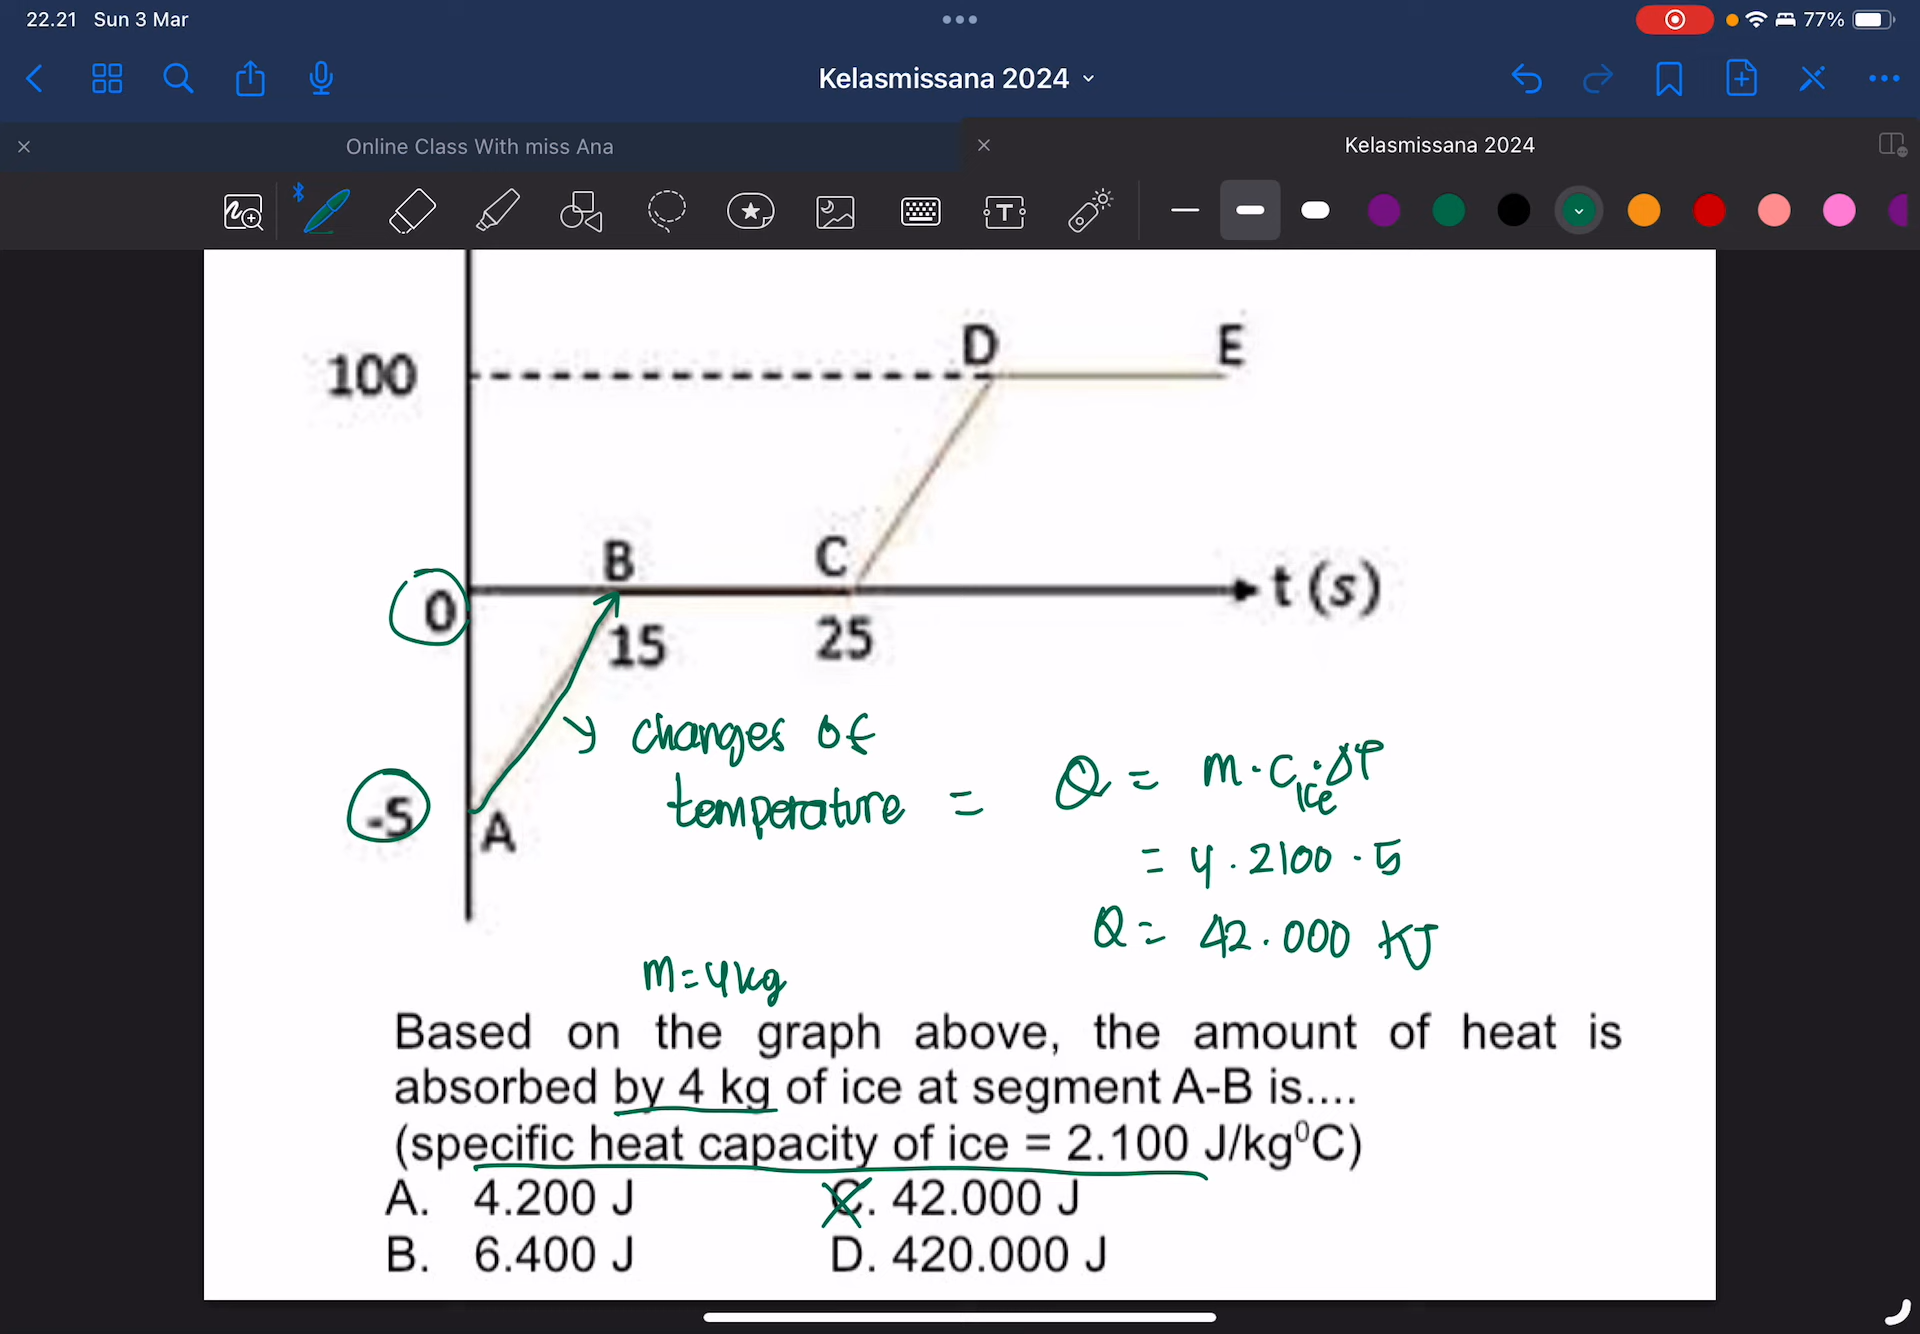 22.21 Sun 3 Mar
77%
Kelasmissana 2024
Online Class With miss Ana
Kelasmissana 2024
T
100
D
E
B
C
t (s)
0
15
25
changes of
temperature =
Q = m · c ice · ΔT
= 4 . 2100 . 5
Q = 42.000 KJ
-5
A
m=4kg
Based on the graph above, the amount of heat is
absorbed by 4 kg of ice at segment A-B is....
(specific heat capacity of ice = 2.100 J/kg⁰C)
A. 4.200 J
C. 42.000 J
B. 6.400 J
D. 420.000 J